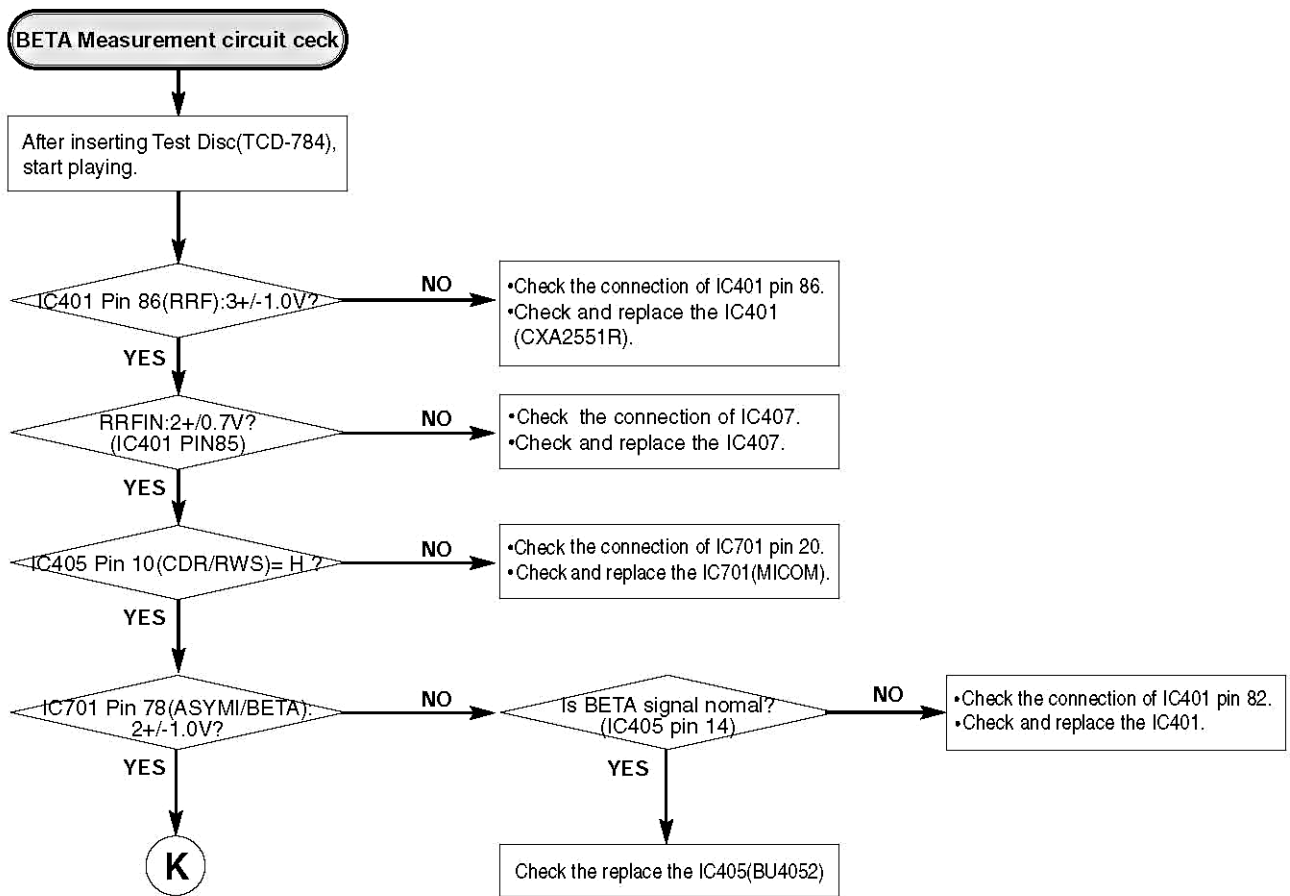 BETA Measurement circuit ceck
After inserting Test Disc(TCD-784),
start playing.
IC401 Pin 86(RRF):3+/-1.0V?
NO
•Check the connection of IC401 pin 86.
•Check and replace the IC401
(CXA2551R).
YES
RRFIN:2+/0.7V?
(IC401 PIN85)
NO
•Check the connection of IC407.
•Check and replace the IC407.
YES
IC405 Pin 10(CDR/RWS)= H ?
NO
•Check the connection of IC701 pin 20.
•Check and replace the IC701(MICOM).
YES
IC701 Pin 78(ASYMI/BETA):
2+/-1.0V?
NO
Is BETA signal nomal?
(IC405 pin 14)
NO
•Check the connection of IC401 pin 82.
•Check and replace the IC401.
YES
YES
K
Check the replace the IC405(BU4052)